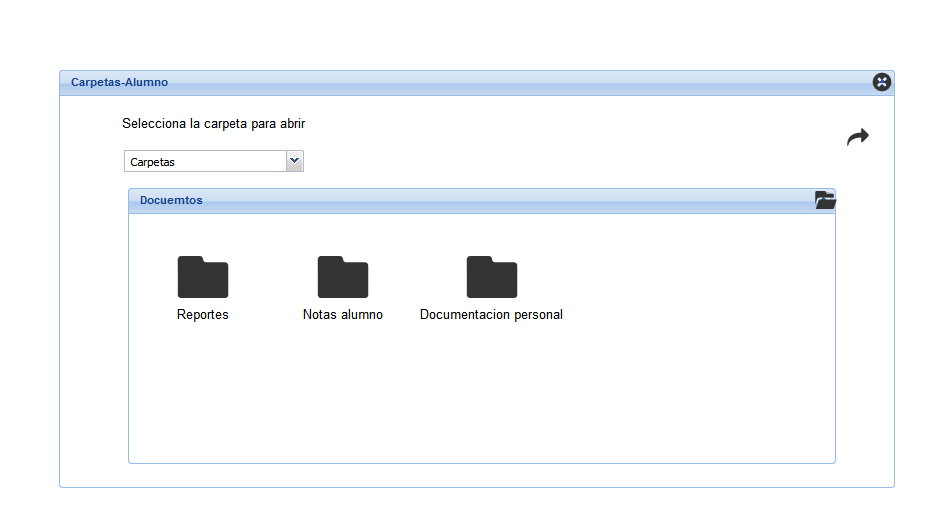 Carpetas-Alumno
Selecciona la carpeta para abrir
Carpetas
Docuemtos
Reportes
Notas alumno
Documentacion personal